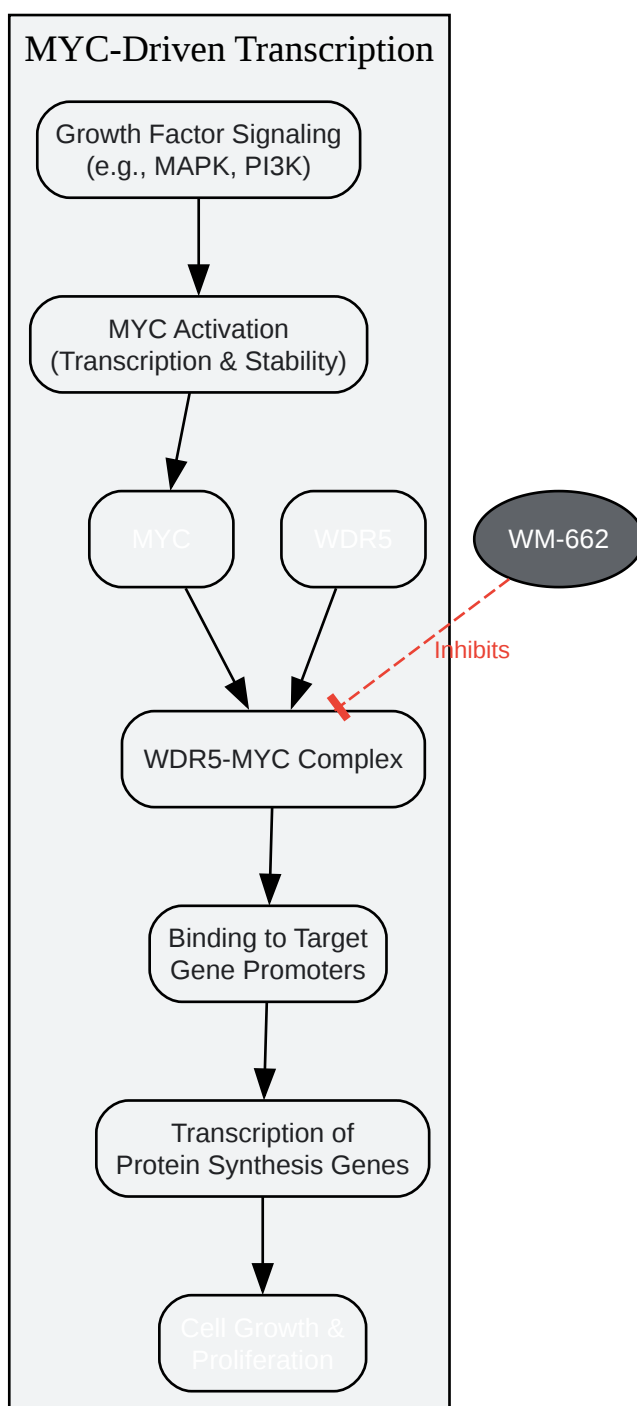 MYC-Driven Transcription
Growth Factor Signaling
(e.g., MAPK, PI3K)
MYC Activation
(Transcription & Stability)
MYC
WDR5
WM-662
Inhibits
WDR5-MYC Complex
Binding to Target
Gene Promoters
Transcription of
Protein Synthesis Genes
Cell Growth &
Proliferation